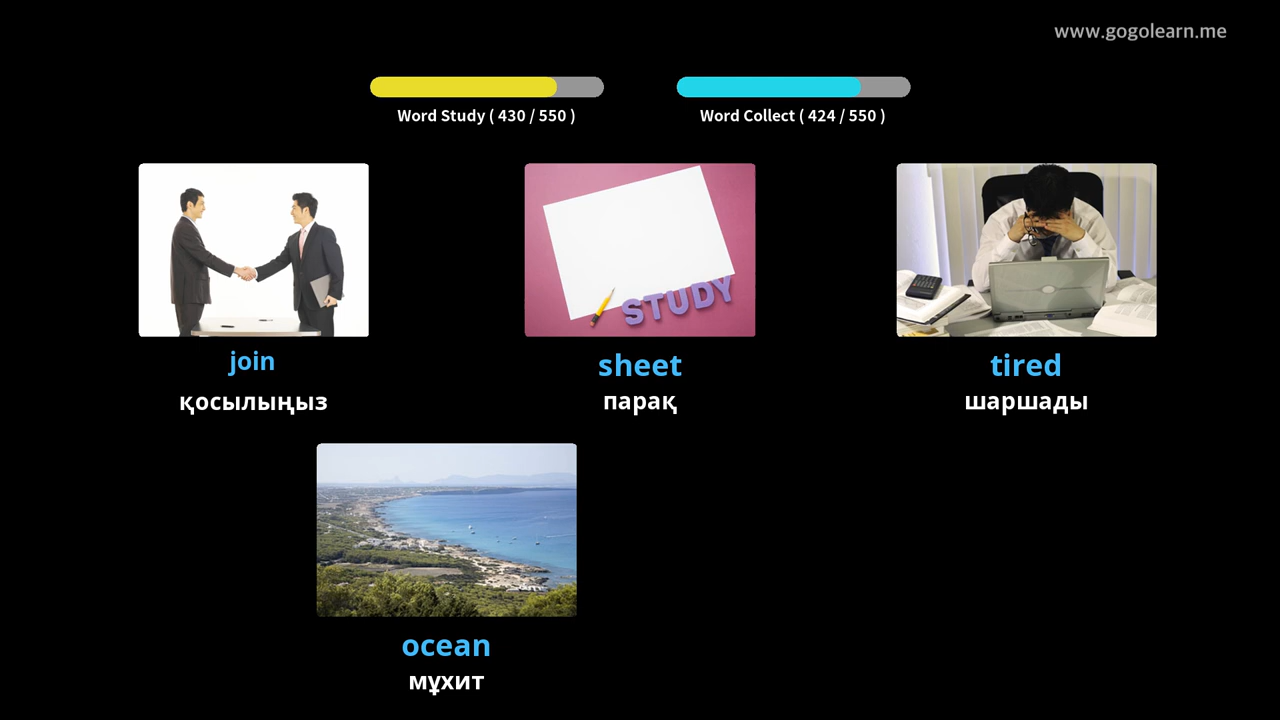 www.gogolearn.me
Word Study ( 430 / 550 )
Word Collect ( 424 / 550 )
STUDY
join
sheet
tired
қосылыңыз
парақ
шаршады
ocean
мұхит